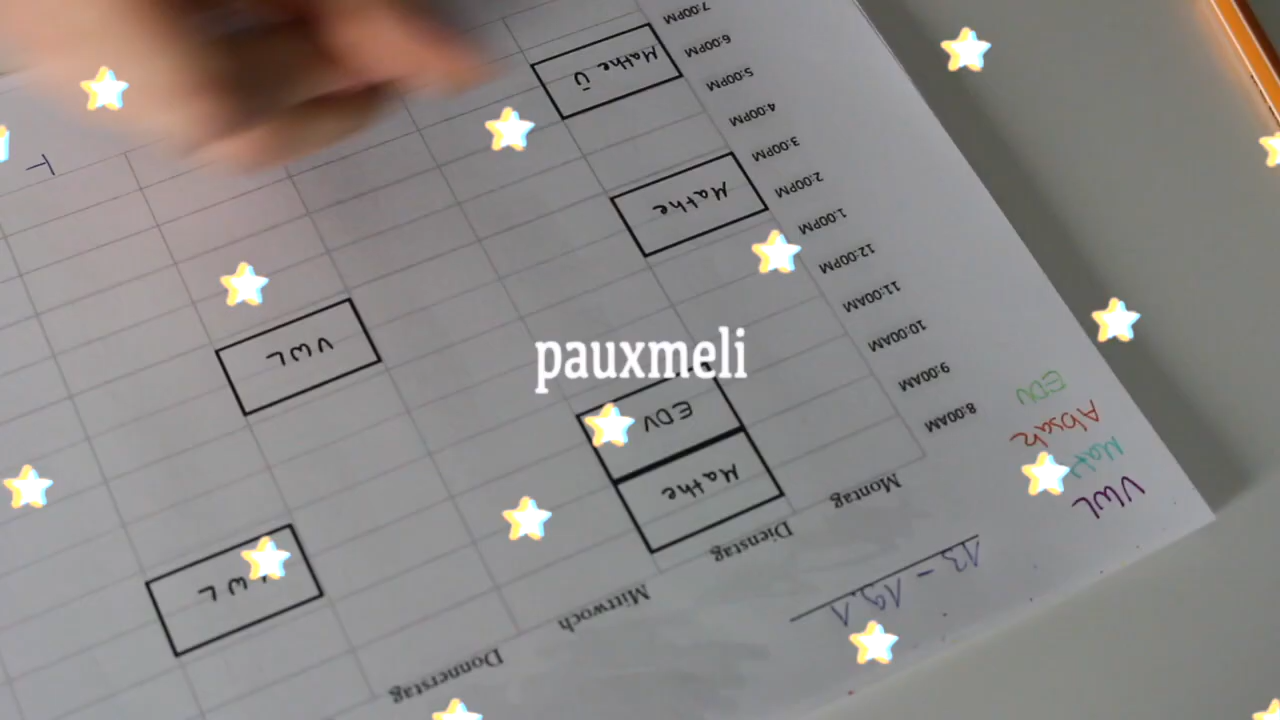 pauxmeli
13 - 19.1
VWL
Math
Absatz
EDV
Montag
Dienstag
Mittwoch
Donnerstag
8:00AM
9:00AM
10:00AM
11:00AM
12:00PM
1:00PM
2:00PM
3:00PM
4:00PM
5:00PM
6:00PM
7:00PM
Mathe
EDV
Mathe
Mathe Ü
VWL
VWL
T